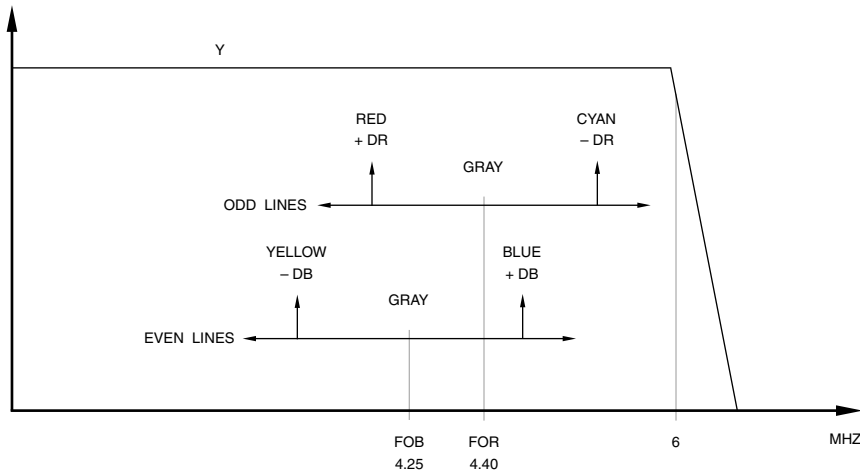 Y
RED
+ DR
CYAN
– DR
GRAY
ODD LINES
YELLOW
– DB
BLUE
+ DB
GRAY
EVEN LINES
FOB
4.25
FOR
4.40
6
MHZ